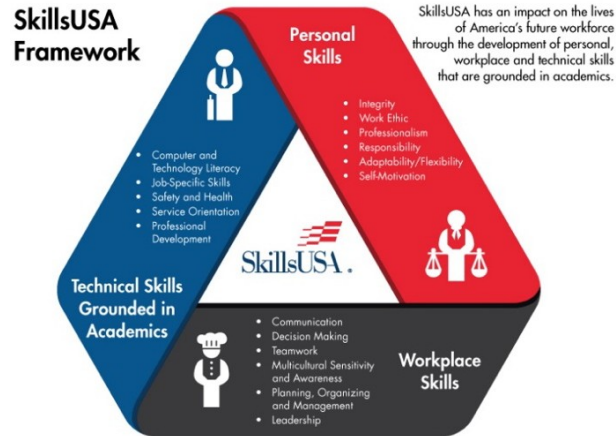 SkillsUSA
Framework
SkillsUSA has an impact on the lives
of America's future workforce
through the development of personal,
workplace and technical skills
that are grounded in academics.
Personal
Skills
• Integrity
• Work Ethic
• Professionalism
• Responsibility
• Adaptability/Flexibility
• Self-Motivation
• Computer and
Technology Literacy
• Job-Specific Skills
• Safety and Health
• Service Orientation
• Professional
Development
Technical Skills
Grounded in
Academics
SkillsUSA.
• Communication
• Decision Making
• Teamwork
• Multicultural Sensitivity
and Awareness
• Planning, Organizing
and Management
• Leadership
Workplace
Skills